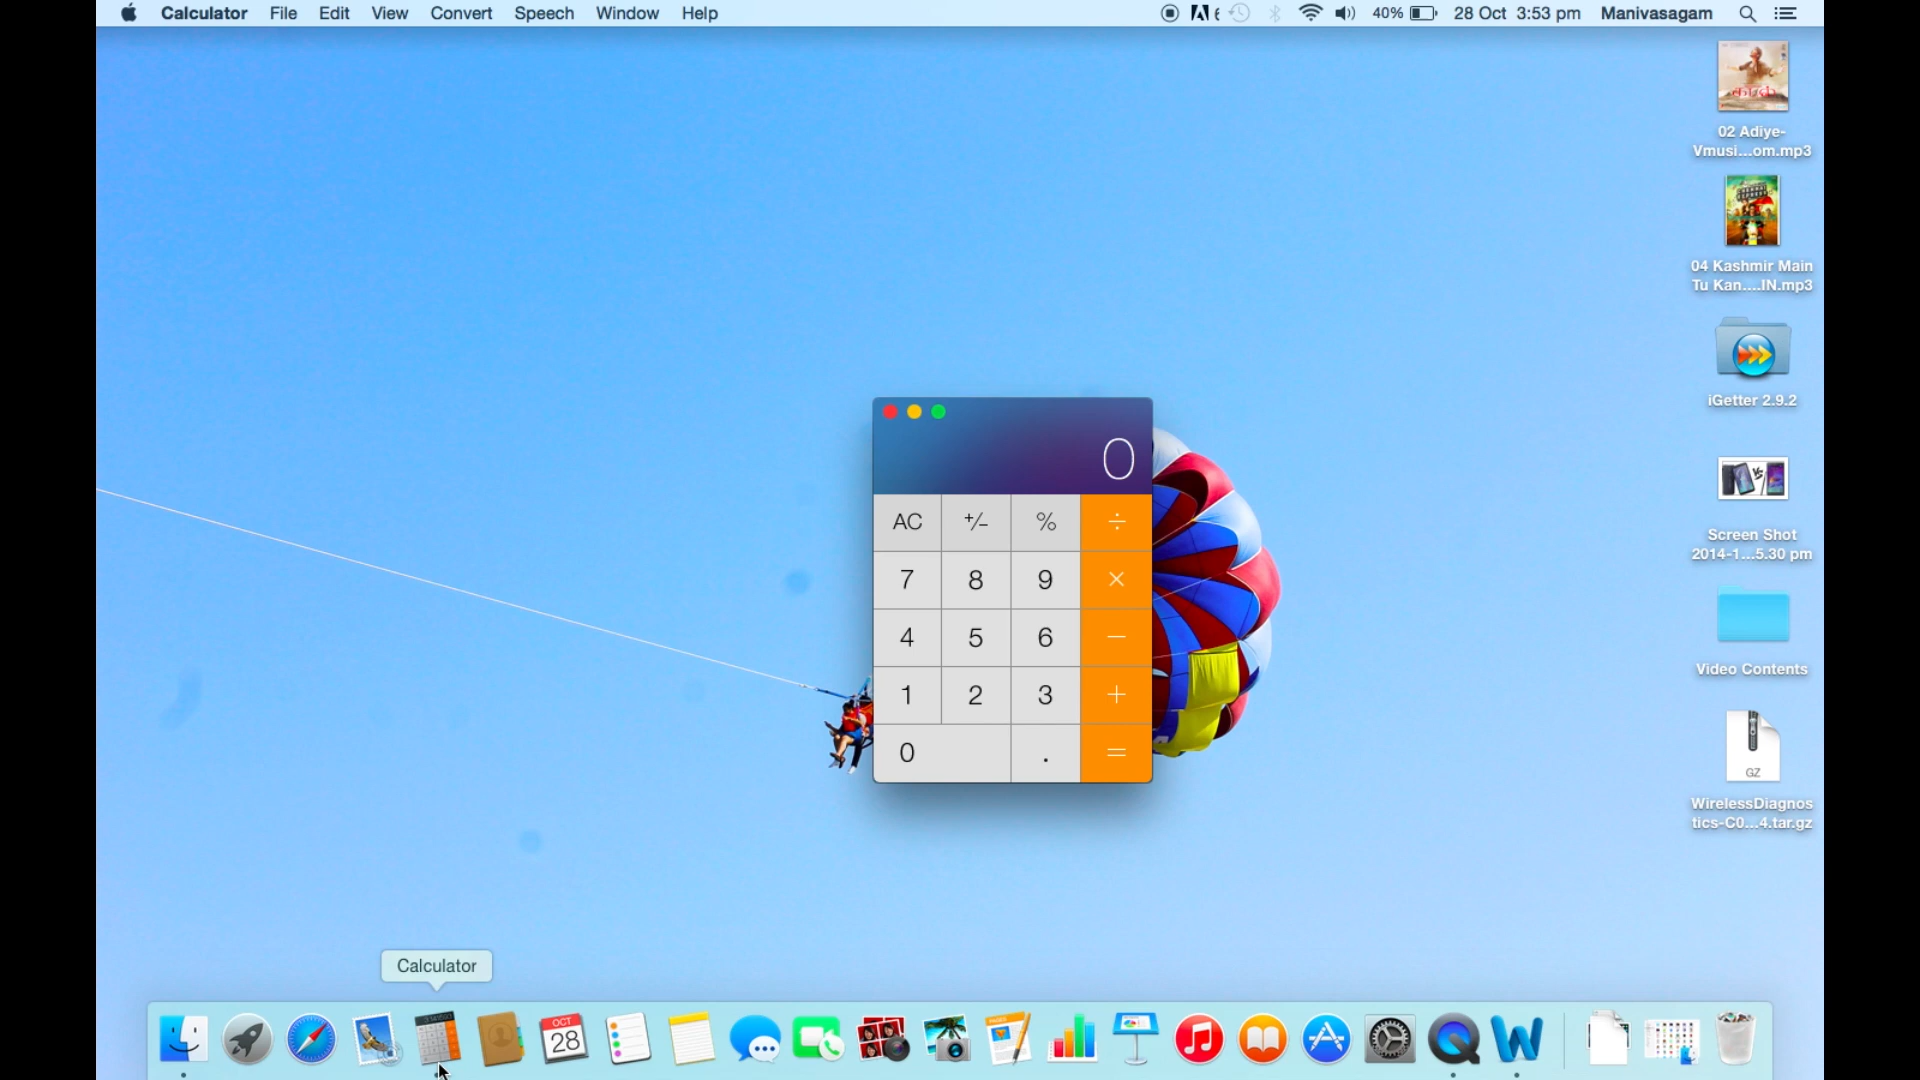 Calculator File Edit View Convert Speech Window Help 6 40% 28 Oct 3:53 pm Manivasagam
02 Adiye-
Vmusi...om.mp3
04 Kashmir Main
Tu Kan....IN.mp3
iGetter 2.9.2
Screen Shot
2014-1...5.30 pm
Video Contents
GZ
WirelessDiagnos
tics-C0...4.tar.gz
0
AC +/− % ÷
7 8 9 ×
4 5 6 −
1 2 3 +
0 . =
Calculator
OCT
28